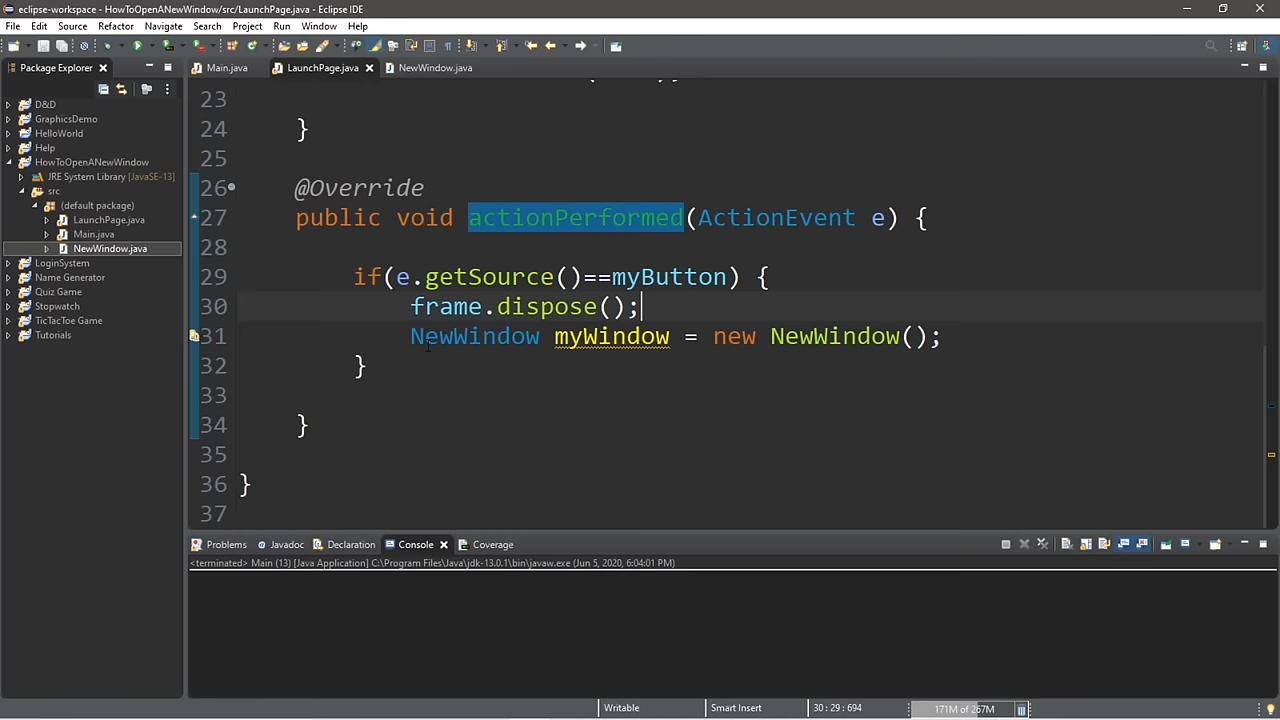 eclipse-workspace - HowToOpenANewWindow/src/LaunchPage.java - Eclipse IDE
File Edit Source Refactor Navigate Search Project Run Window Help
Package Explorer
Main.java LaunchPage.java NewWindow.java
D&D
GraphicsDemo
HelloWorld
Help
HowToOpenANewWindow
JRE System Library [JavaSE-13]
src
(default package)
LaunchPage.java
Main.java
NewWindow.java
LoginSystem
Name Generator
Quiz Game
Stopwatch
TicTacToe Game
Tutorials
23
24 }
25
26 @Override
27 public void actionPerformed(ActionEvent e) {
28
29 if(e.getSource()==myButton) {
30 frame.dispose();
31 NewWindow myWindow = new NewWindow();
32 }
33
34 }
35
36 }
37
Problems Javadoc Declaration Console Coverage
<terminated> Main (13) [Java Application] C:\Program Files\Java\jdk-13.0.1\bin\javaw.exe (Jun 5, 2020, 6:04:01 PM)
Writable Smart Insert 30 : 29 : 694 171M of 267M